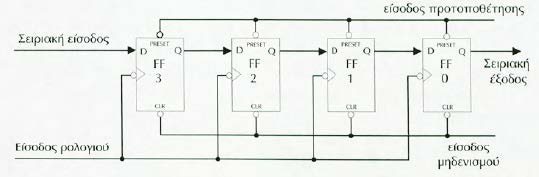 είσοδος προτοποθέτησης
Σειριακή είσοδος
D PRESET Q
FF
3
CLR
D PRESET Q
FF
2
CLR
D PRESET Q
FF
1
CLR
D PRESET Q
FF
0
CLR
Σειριακή
έξοδος
Είσοδος ρολογιού
είσοδος
μηδενισμού